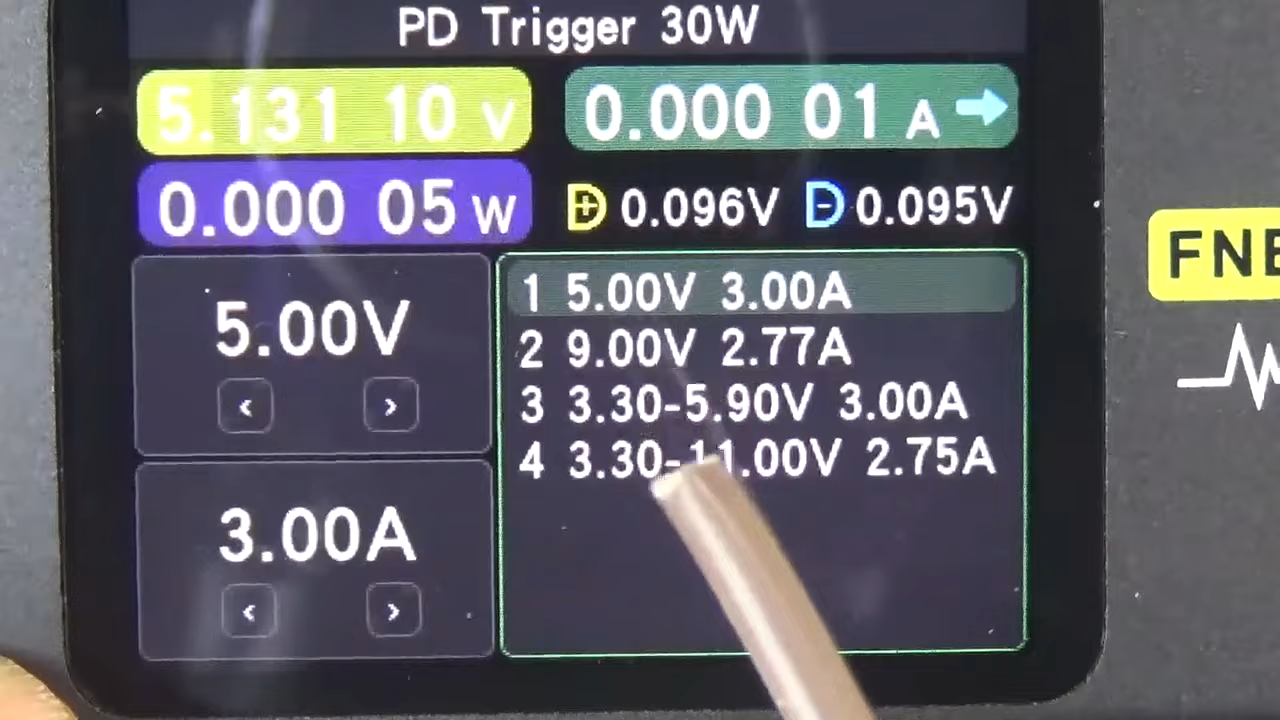 PD Trigger 30W
5.131 10 V
0.000 01 A
0.000 05 W
D+ 0.096V D- 0.095V
5.00V
< >
3.00A
< >
1 5.00V 3.00A
2 9.00V 2.77A
3 3.30-5.90V 3.00A
4 3.30-11.00V 2.75A
FNB